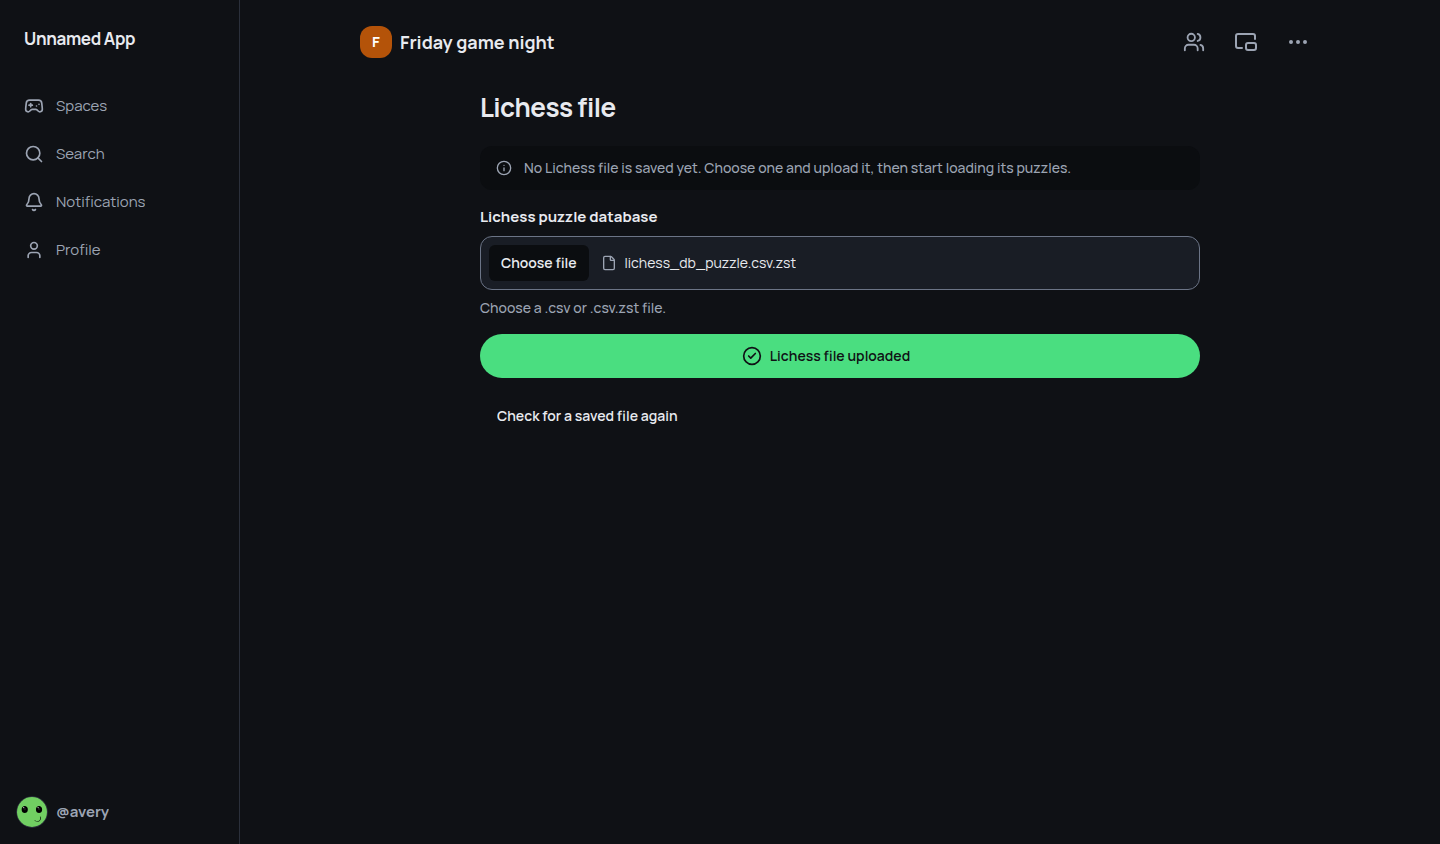 Unnamed App
Spaces
Search
Notifications
Profile
@avery
F Friday game night
Lichess file
No Lichess file is saved yet. Choose one and upload it, then start loading its puzzles.
Lichess puzzle database
Choose file lichess_db_puzzle.csv.zst
Choose a .csv or .csv.zst file.
Lichess file uploaded
Check for a saved file again